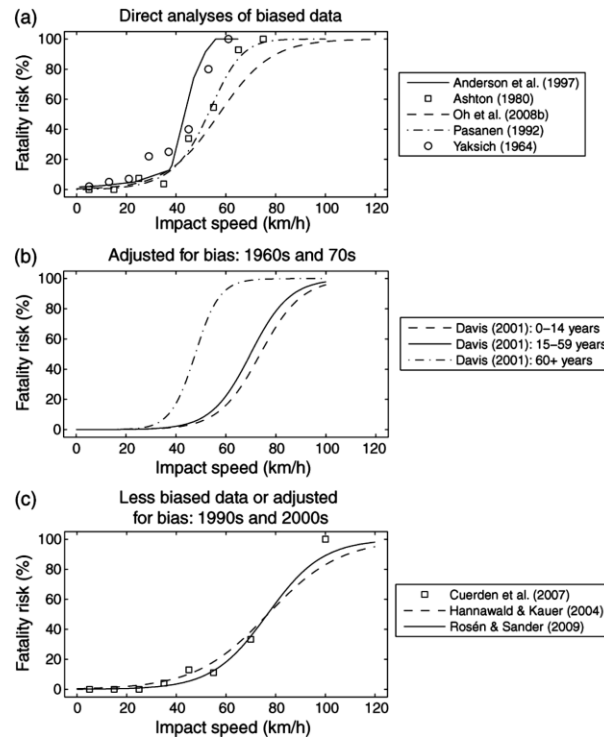 (a)
Direct analyses of biased data
Fatality risk (%)
100
80
60
40
20
0
0 20 40 60 80 100 120
Impact speed (km/h)
Anderson et al. (1997)
Ashton (1980)
Oh et al. (2008b)
Pasanen (1992)
Yaksich (1964)
(b)
Adjusted for bias: 1960s and 70s
Fatality risk (%)
100
80
60
40
20
0
0 20 40 60 80 100 120
Impact speed (km/h)
Davis (2001): 0–14 years
Davis (2001): 15–59 years
Davis (2001): 60+ years
(c)
Less biased data or adjusted
for bias: 1990s and 2000s
Fatality risk (%)
100
80
60
40
20
0
0 20 40 60 80 100 120
Impact speed (km/h)
Cuerden et al. (2007)
Hannawald & Kauer (2004)
Rosén & Sander (2009)